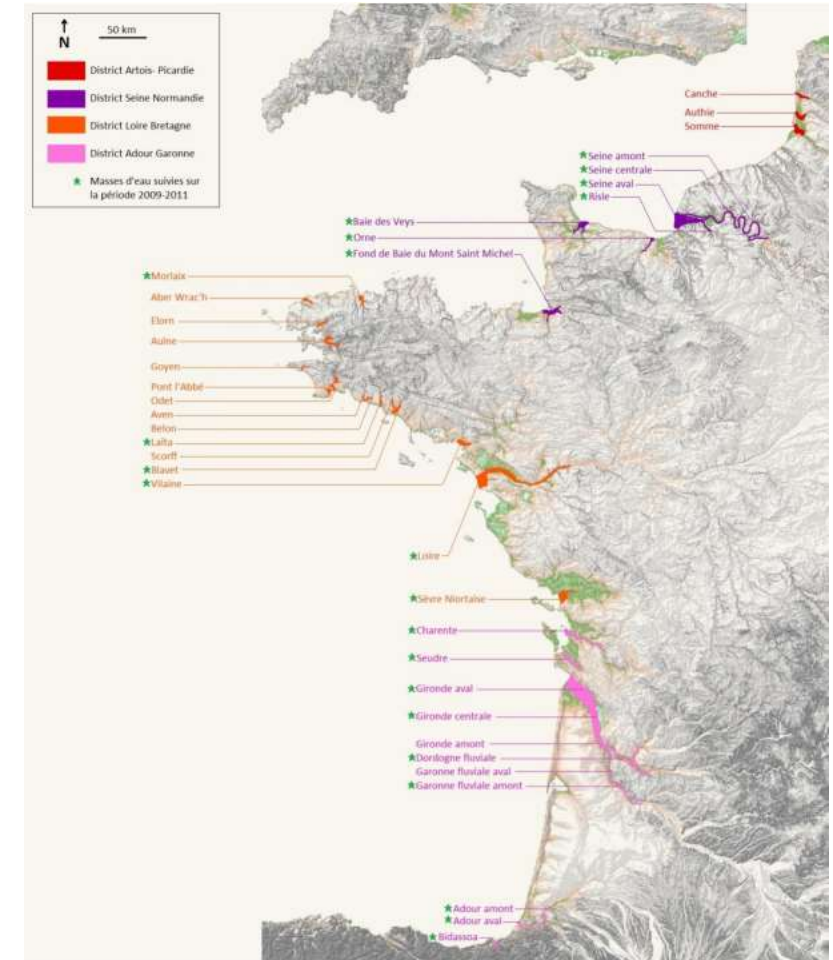 50 km
N
District Artois- Picardie
District Seine Normandie
District Loire Bretagne
District Adour Garonne
Masses d'eau suivies sur
la période 2009-2011
Canche
Authie
Somme
Seine amont
Seine centrale
Seine aval
Risle
Baie des Veys
Orne
Fond de Baie du Mont Saint Michel
Morlaix
Aber Wrac'h
Elorn
Aulne
Goyen
Pont l'Abbé
Odet
Aven
Belon
Laïta
Scorff
Blavet
Vilaine
Loire
Sèvre Niortaise
Charente
Seudre
Gironde aval
Gironde centrale
Gironde amont
Dordogne fluviale
Garonne fluviale aval
Garonne fluviale amont
Adour amont
Adour aval
Bidassoa